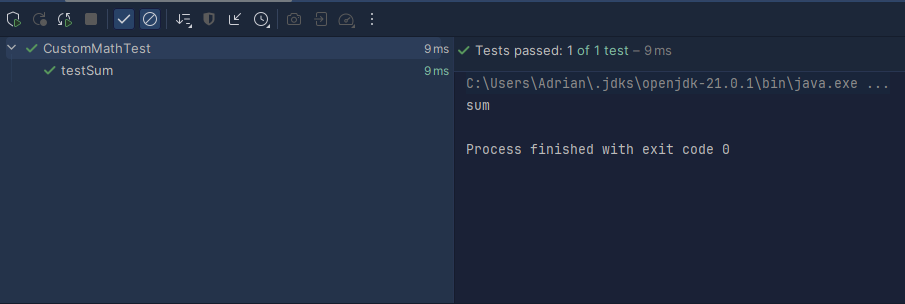 CustomMathTest 9 ms
testSum 9 ms
Tests passed: 1 of 1 test – 9 ms
C:\Users\Adrian\.jdks\openjdk-21.0.1\bin\java.exe ...
sum
Process finished with exit code 0